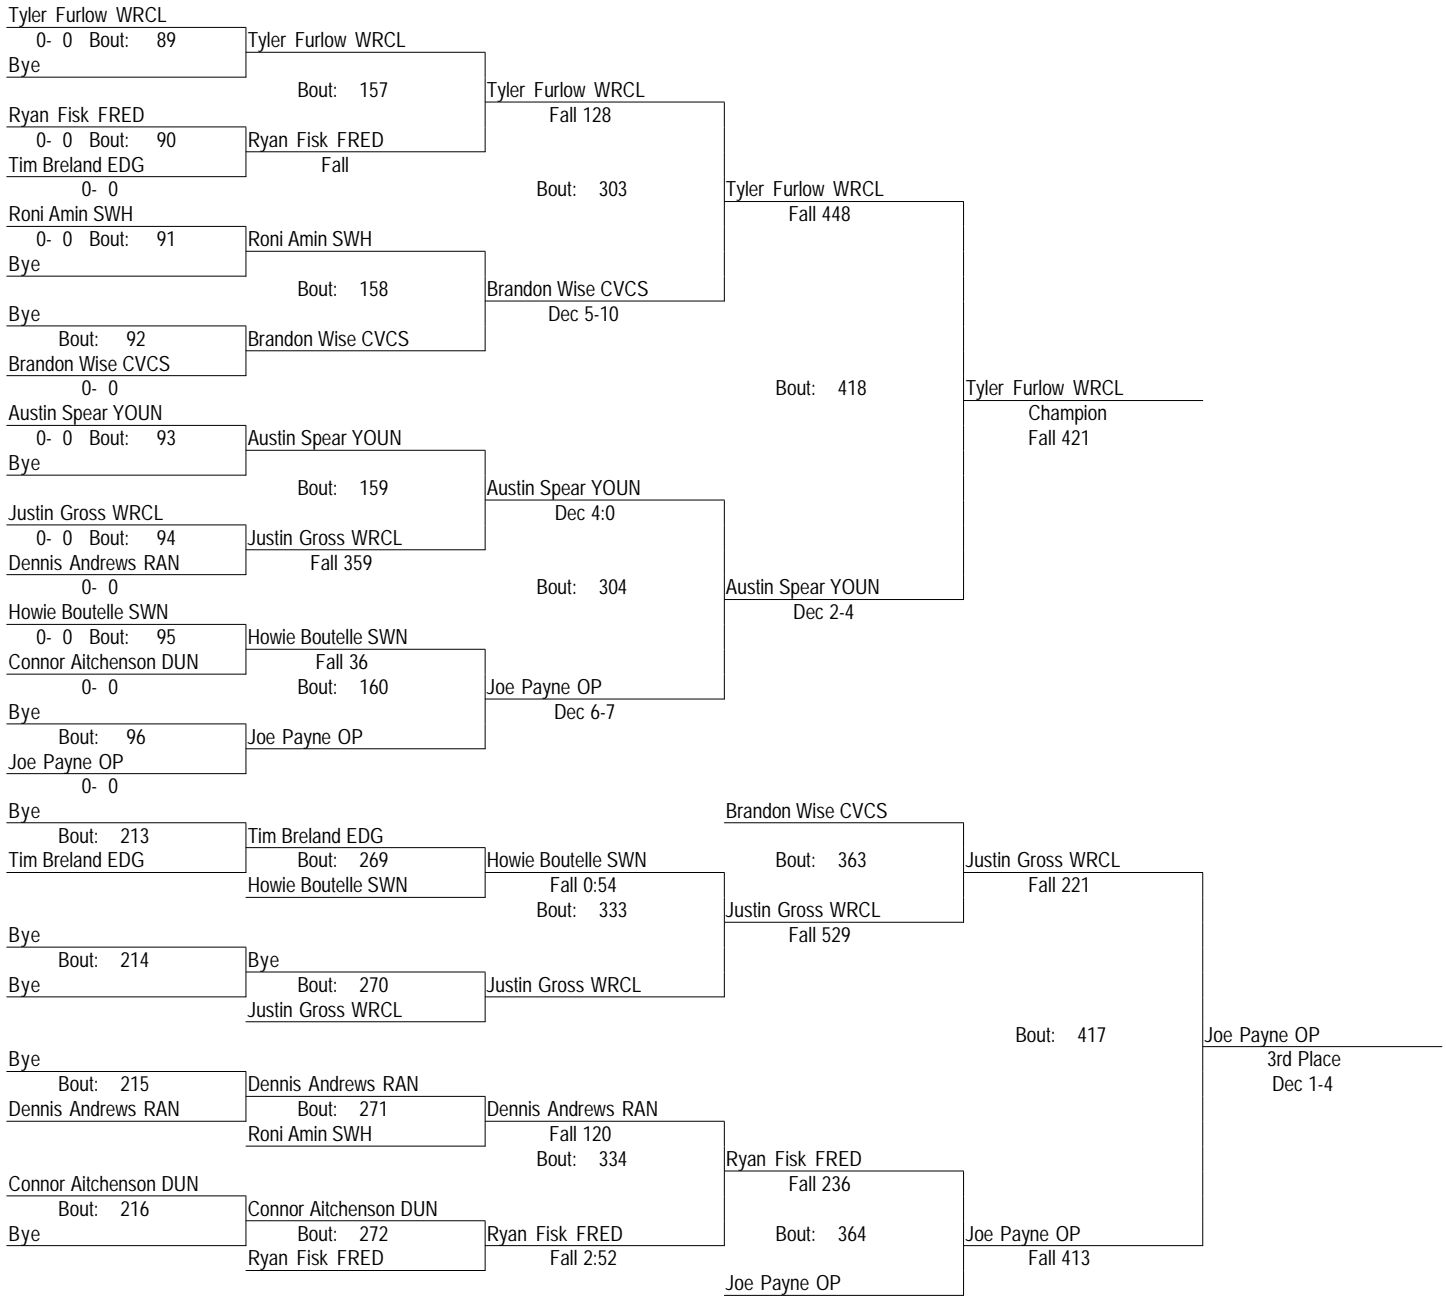 Tyler Furlow WRCL
0- 0 Bout: 89
Tyler Furlow WRCL
Bye
Bout: 157
Tyler Furlow WRCL
Ryan Fisk FRED
Fall 128
0- 0 Bout: 90
Ryan Fisk FRED
Tim Breland EDG
Fall
0- 0
Bout: 303
Tyler Furlow WRCL
Roni Amin SWH
Fall 448
0- 0 Bout: 91
Roni Amin SWH
Bye
Bout: 158
Brandon Wise CVCS
Bye
Dec 5-10
Bout: 92
Brandon Wise CVCS
Brandon Wise CVCS
0- 0
Bout: 418
Tyler Furlow WRCL
Austin Spear YOUN
Champion
0- 0 Bout: 93
Austin Spear YOUN
Fall 421
Bye
Bout: 159
Austin Spear YOUN
Justin Gross WRCL
Dec 4:0
0- 0 Bout: 94
Justin Gross WRCL
Dennis Andrews RAN
Fall 359
0- 0
Bout: 304
Austin Spear YOUN
Howie Boutelle SWN
Dec 2-4
0- 0 Bout: 95
Howie Boutelle SWN
Connor Aitchenson DUN
Fall 36
0- 0
Bout: 160
Joe Payne OP
Bye
Dec 6-7
Bout: 96
Joe Payne OP
Joe Payne OP
0- 0
Bye
Brandon Wise CVCS
Bout: 213
Tim Breland EDG
Tim Breland EDG
Bout: 269
Howie Boutelle SWN
Bout: 363
Justin Gross WRCL
Howie Boutelle SWN
Fall 0:54
Fall 221
Bout: 333
Justin Gross WRCL
Bye
Fall 529
Bout: 214
Bye
Bye
Bout: 270
Justin Gross WRCL
Justin Gross WRCL
Bout: 417
Joe Payne OP
Bye
3rd Place
Bout: 215
Dennis Andrews RAN
Dec 1-4
Dennis Andrews RAN
Bout: 271
Dennis Andrews RAN
Roni Amin SWH
Fall 120
Bout: 334
Ryan Fisk FRED
Connor Aitchenson DUN
Fall 236
Bout: 216
Connor Aitchenson DUN
Bye
Bout: 272
Ryan Fisk FRED
Bout: 364
Joe Payne OP
Ryan Fisk FRED
Fall 2:52
Fall 413
Joe Payne OP